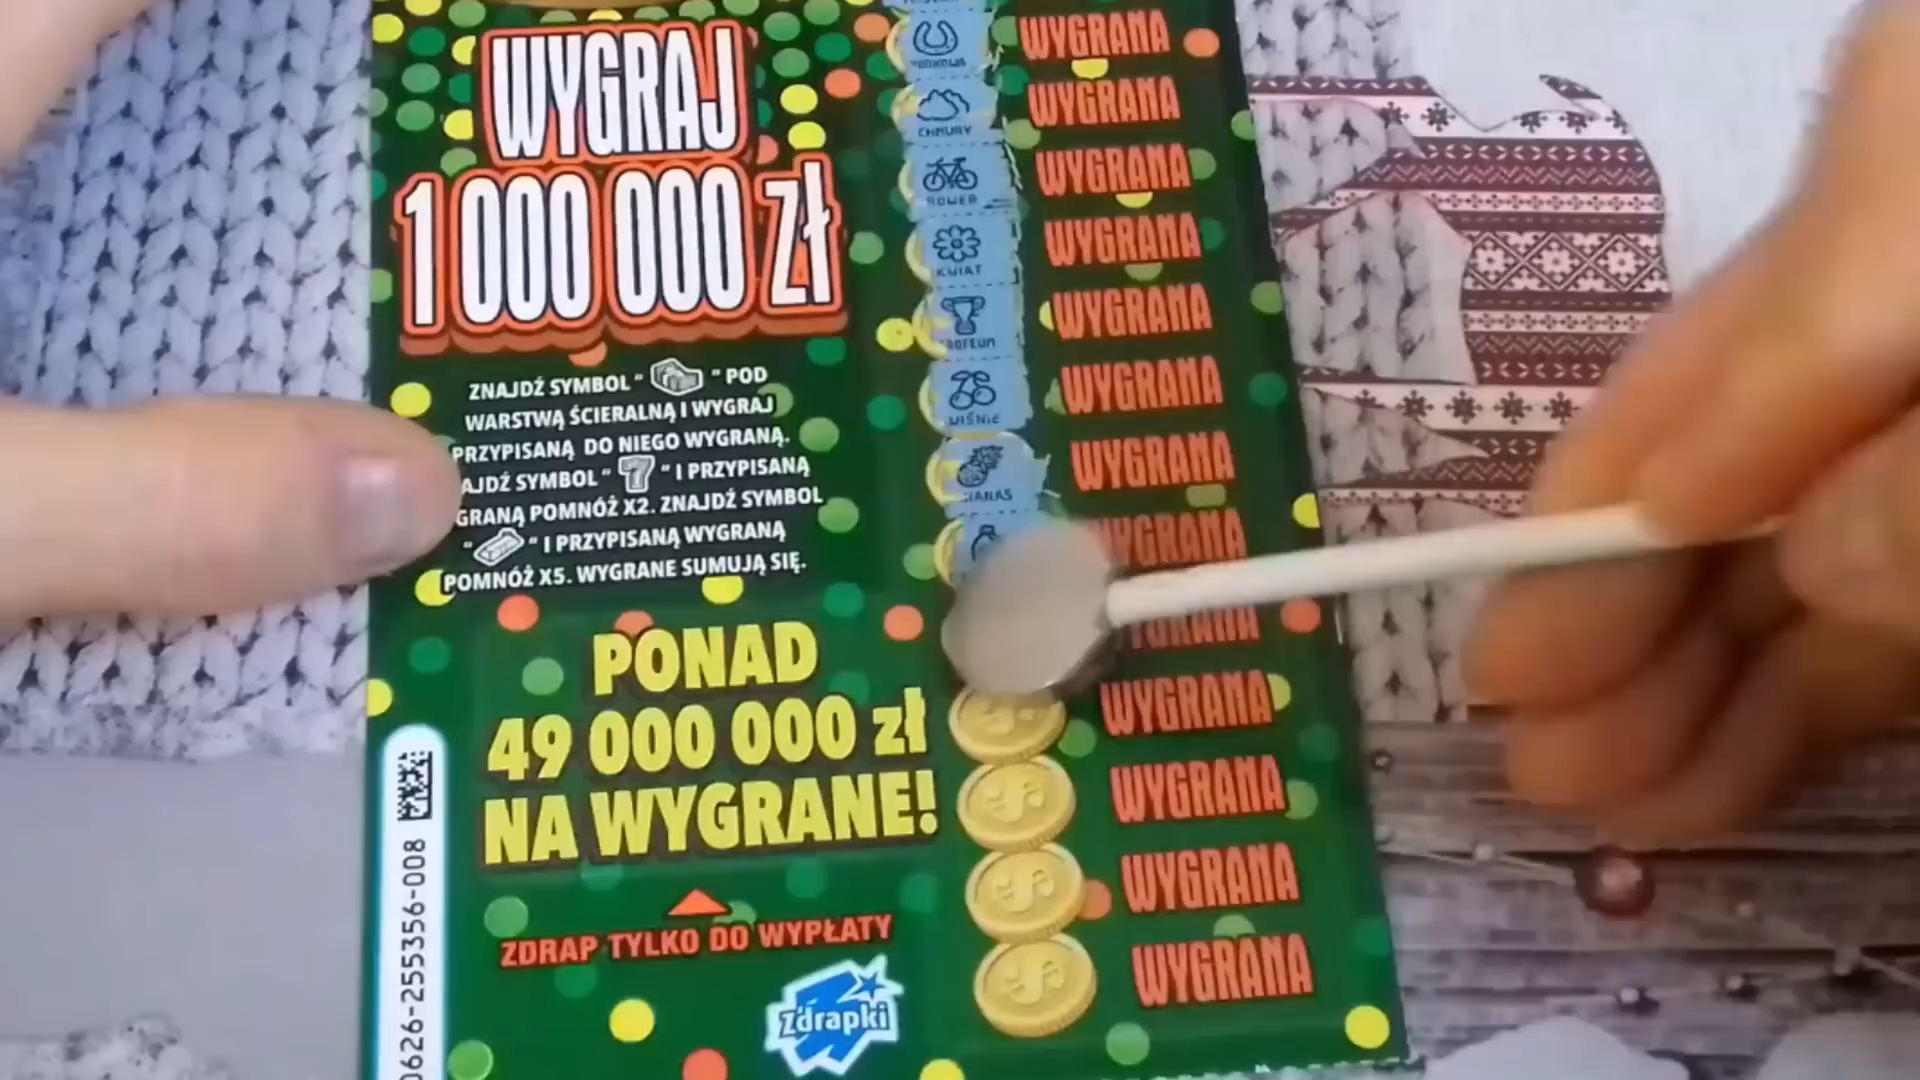 WYGRAJ
1 000 000 zł
ZNAJDŹ SYMBOL " " POD
WARSTWĄ ŚCIERALNĄ I WYGRAJ
PRZYPISANĄ DO NIEGO WYGRANĄ.
AJDŹ SYMBOL "7" I PRZYPISANĄ
GRANĄ POMNÓŻ X2. ZNAJDŹ SYMBOL
" " I PRZYPISANĄ WYGRANĄ
POMNÓŻ X5. WYGRANE SUMUJĄ SIĘ.
PONAD
49 000 000 zł
NA WYGRANE!
ZDRAP TYLKO DO WYPŁATY
Zdrapki
0626-255356-008
WYGRANA
CHMURY
WYGRANA
ROWER
WYGRANA
KWIAT
WYGRANA
TROFEUM
WYGRANA
WIŚNIE
WYGRANA
ANANAS
WYGRANA
WYGRANA
WYGRANA
WYGRANA
WYGRANA
WYGRANA
WYGRANA